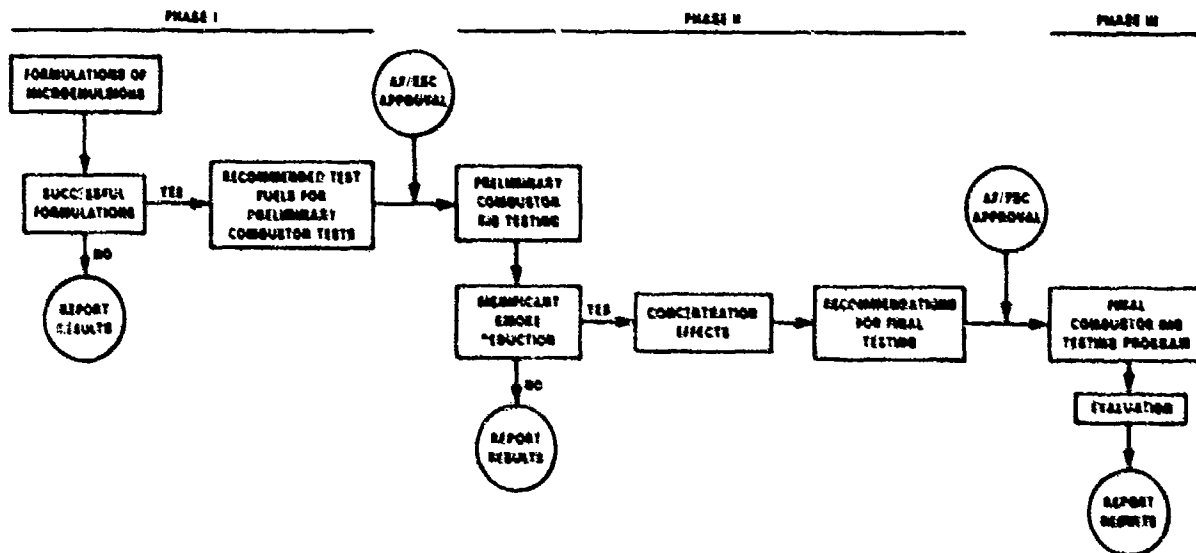 PHASE I
PHASE II
PHASE III
FORMULATIONS OF
MICROEMULSIONS
SUCCESSFUL
FORMULATIONS
YES
NO
REPORT
RESULTS
RECOMMENDED TEST
FUELS FOR
PRELIMINARY
COMBUSTOR TESTS
AF/ESC
APPROVAL
PRELIMINARY
COMBUSTOR
RIG TESTING
SIGNIFICANT
SMOKE
REDUCTION
YES
NO
REPORT
RESULTS
CONCENTRATION
EFFECTS
RECOMMENDATIONS
FOR FINAL
TESTING
AF/ESC
APPROVAL
FINAL
COMBUSTOR RIG
TESTING PROGRAM
EVALUATION
REPORT
RESULTS